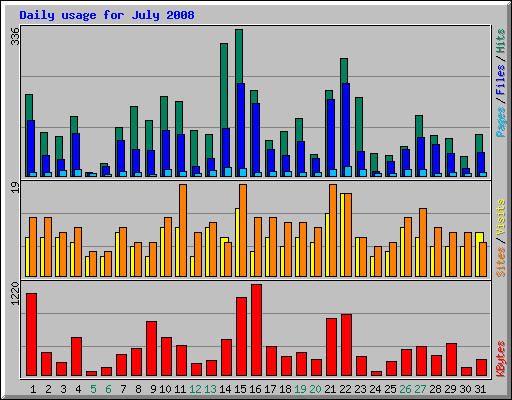 Daily usage for July 2008
336
Pages / Files / Hits
19
Sites / Visits
1220
KBytes
1 2 3 4 5 6 7 8 9 10 11 12 13 14 15 16 17 18 19 20 21 22 23 24 25 26 27 28 29 30 31